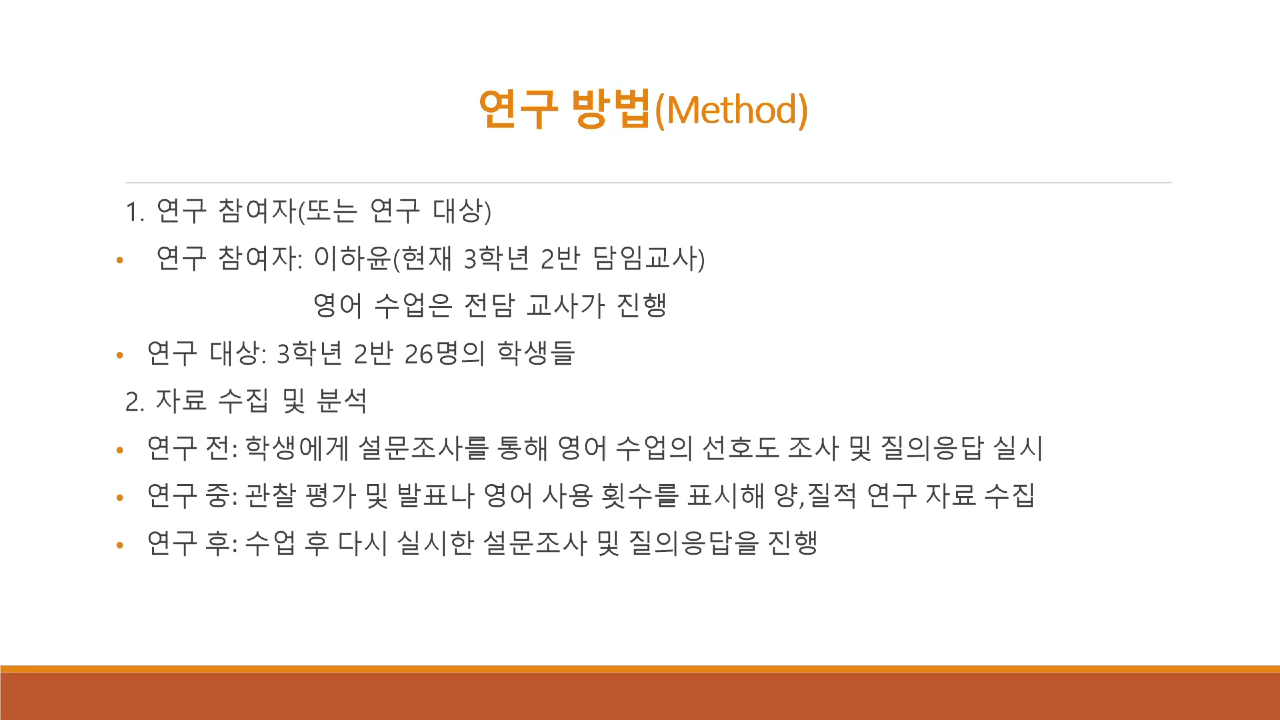 연구 방법(Method)
1. 연구 참여자(또는 연구 대상)
• 연구 참여자: 이하윤(현재 3학년 2반 담임교사)
영어 수업은 전담 교사가 진행
• 연구 대상: 3학년 2반 26명의 학생들
2. 자료 수집 및 분석
• 연구 전: 학생에게 설문조사를 통해 영어 수업의 선호도 조사 및 질의응답 실시
• 연구 중: 관찰 평가 및 발표나 영어 사용 횟수를 표시해 양,질적 연구 자료 수집
• 연구 후: 수업 후 다시 실시한 설문조사 및 질의응답을 진행